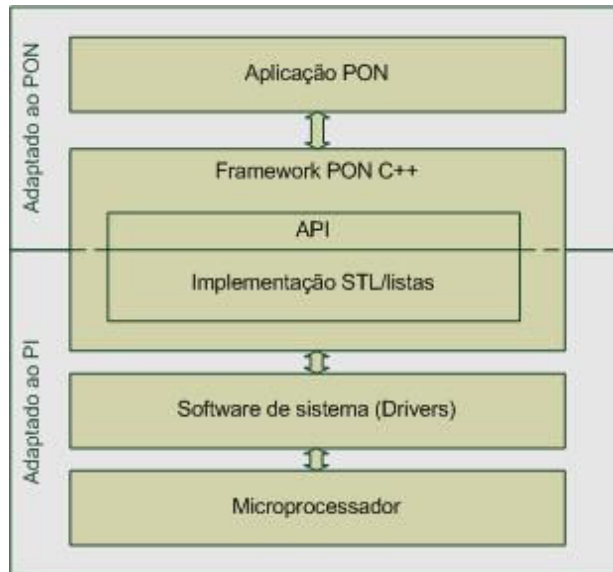 Adaptado ao PON
Aplicação PON
Framework PON C++
API
Implementação STL/listas
Adaptado ao PI
Software de sistema (Drivers)
Microprocessador